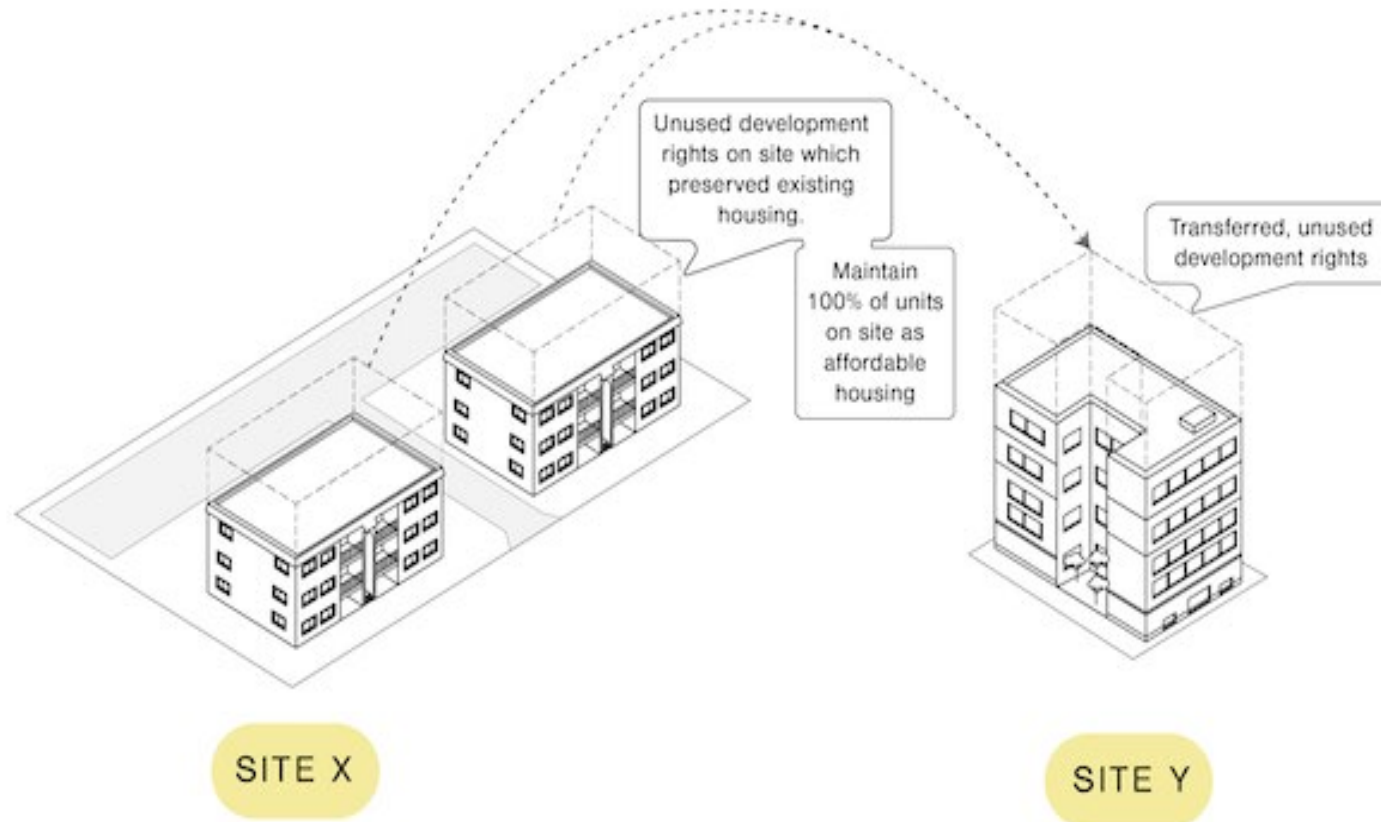 Unused development
rights on site which
preserved existing
housing.
Maintain
100% of units
on site as
affordable
housing
Transferred, unused
development rights
SITE X
SITE Y